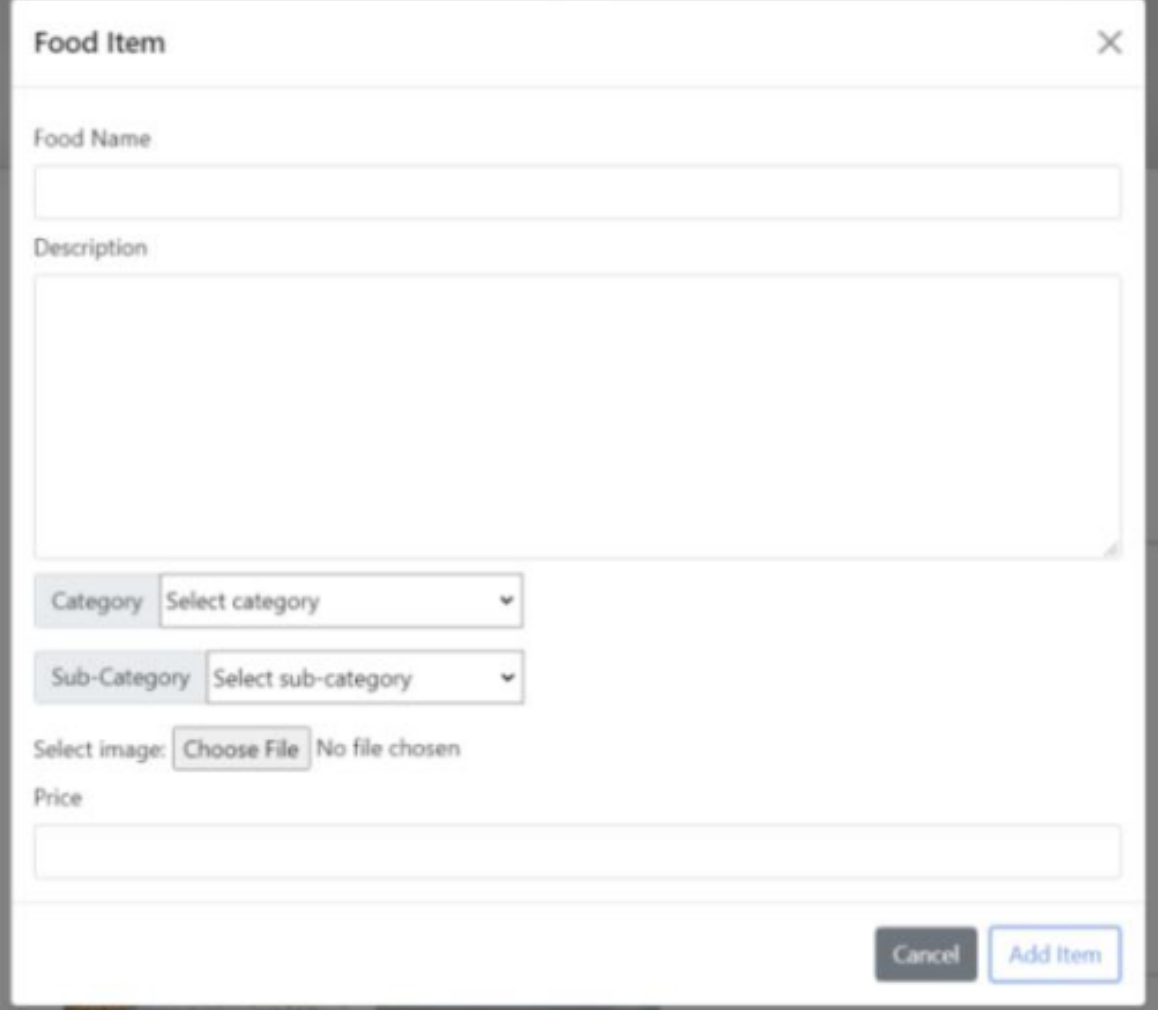 Food Item
Food Name
Description
Category Select category
Sub-Category Select sub-category
Select image: Choose File No file chosen
Price
Cancel Add Item